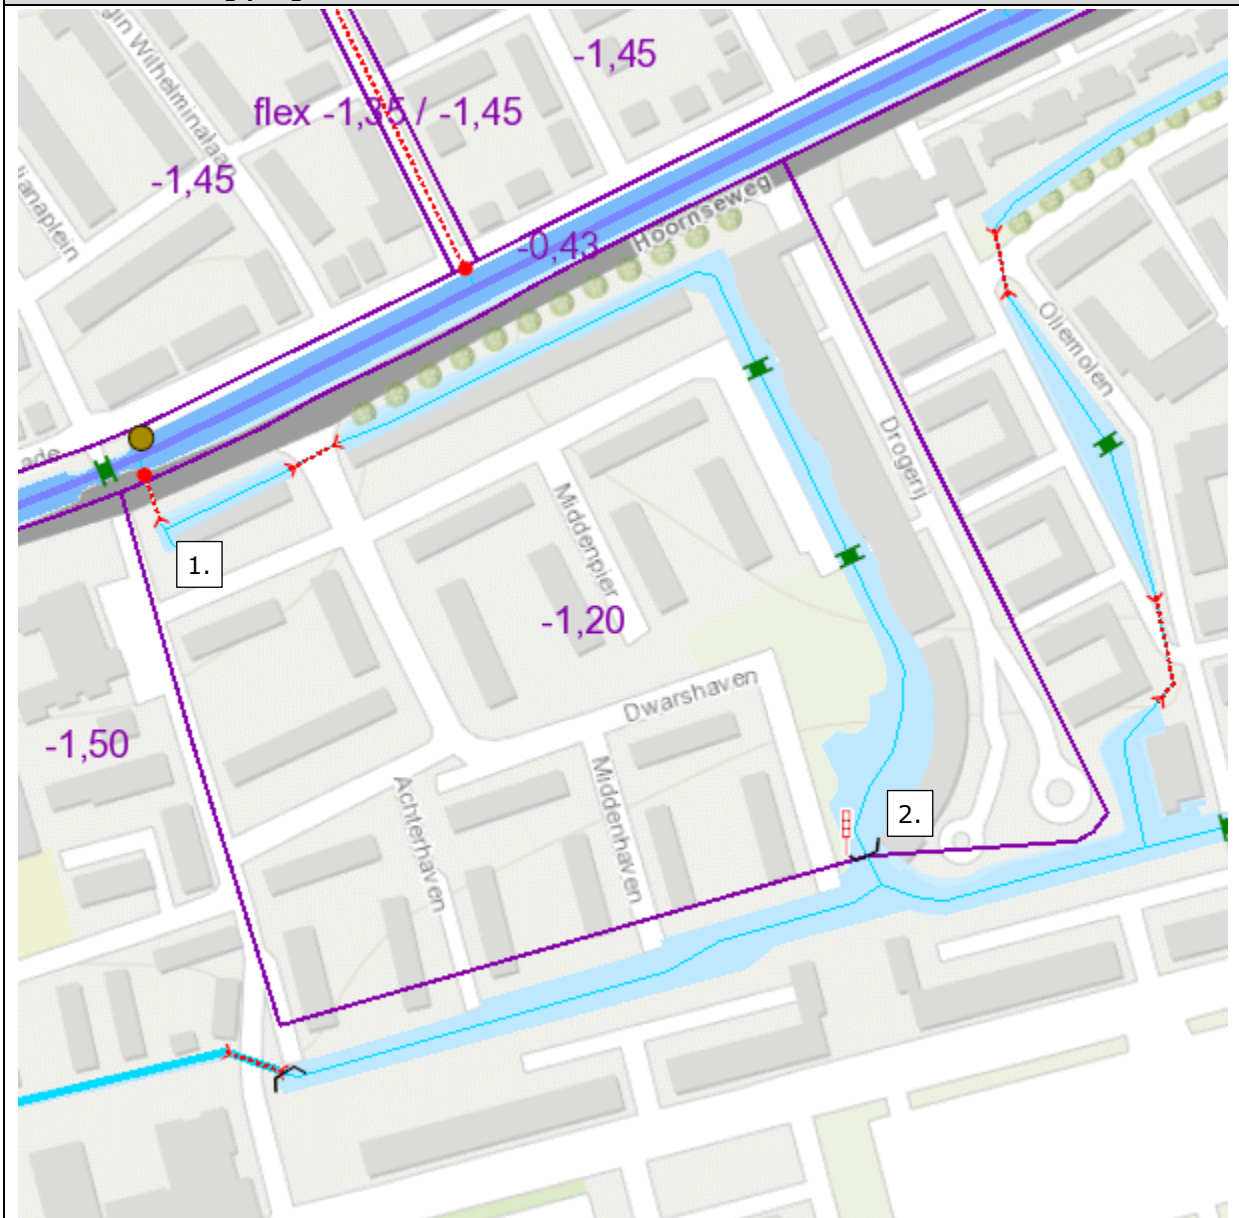 -1,45
flex -1,35 / -1,45
-1,45
-0,43
Hoornseweg
Oliemolen
Drogerij
1.
Middenpier
-1,20
Dwarshaven
-1,50
Achterhaven
Middenhaven
2.